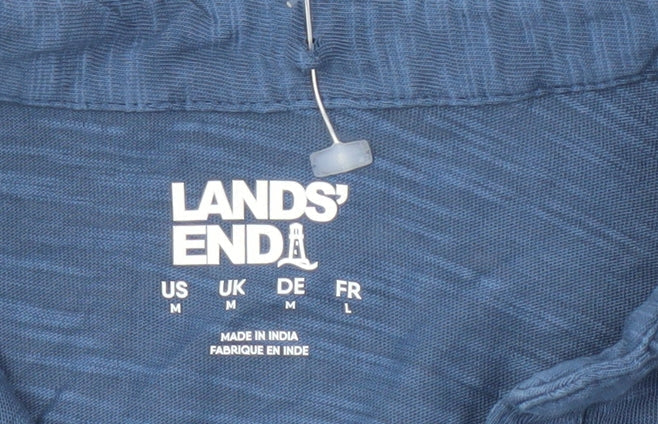 LANDS'
END
US UK DE FR
M M M L
MADE IN INDIA
FABRIQUE EN INDE